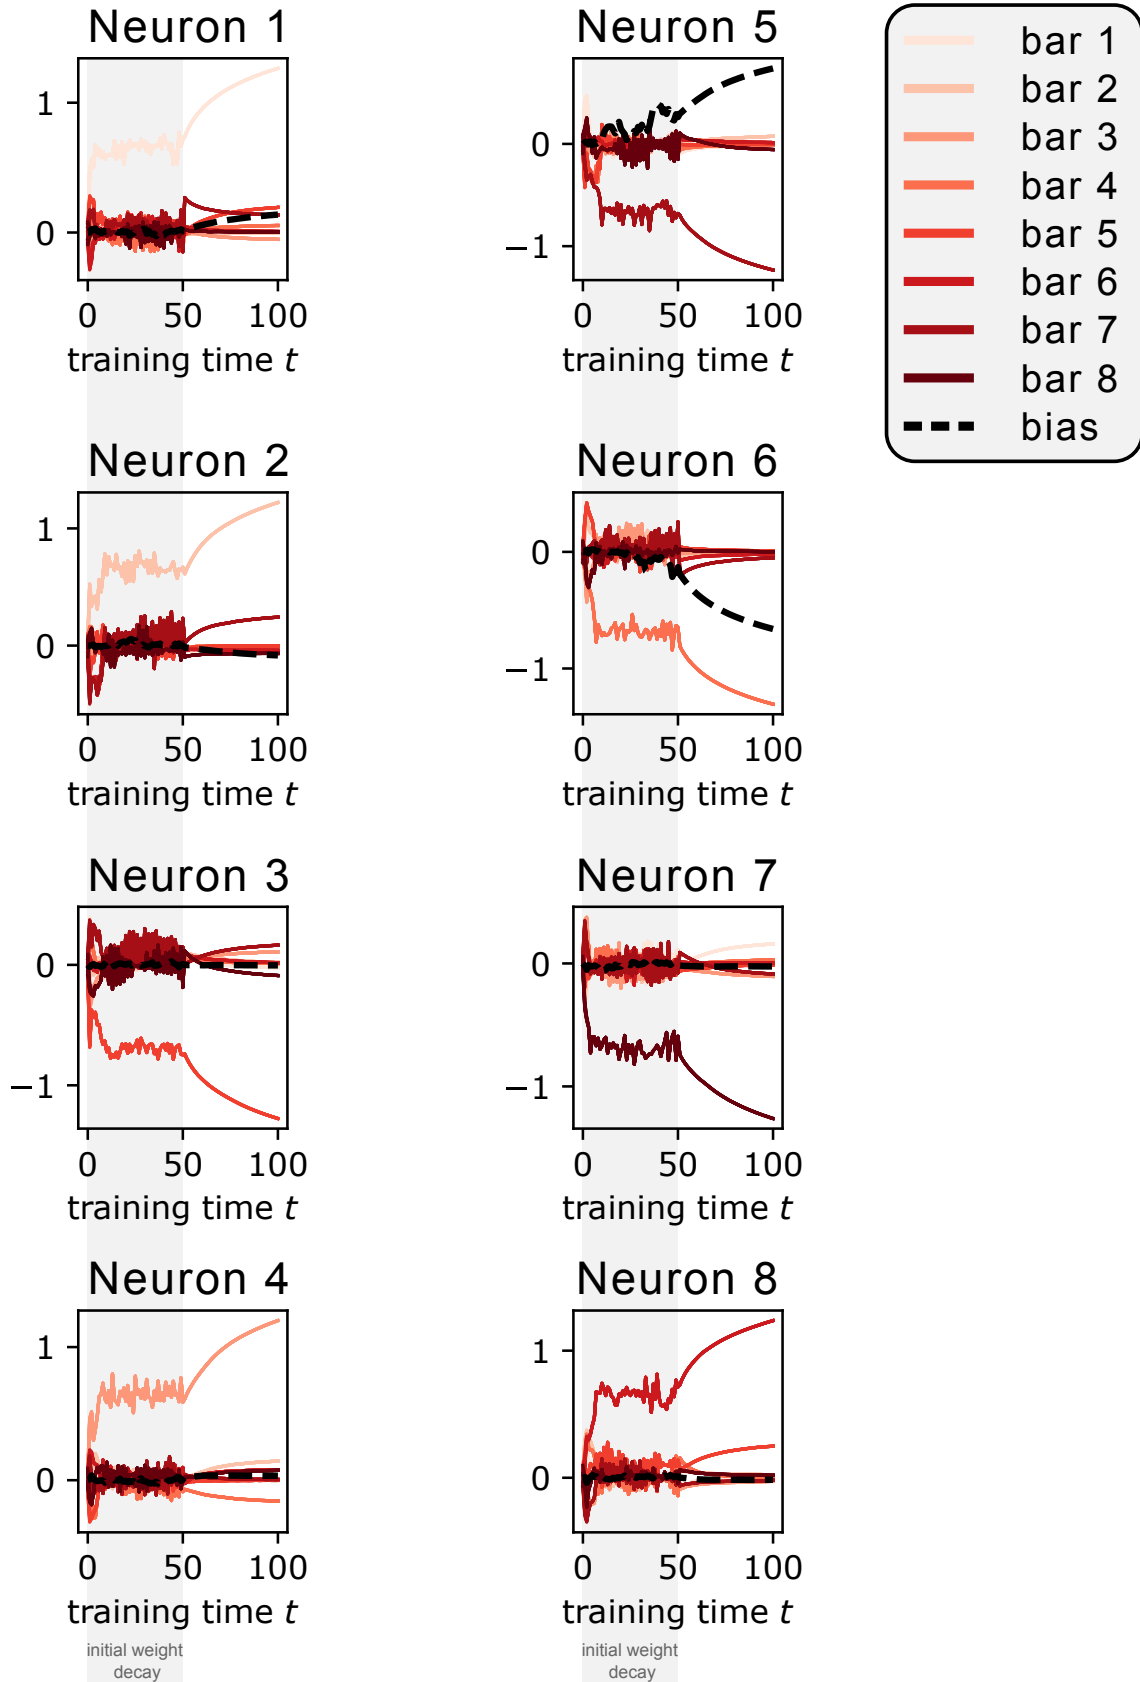 Neuron 1
1
0
0 50 100
training time t
Neuron 5
0
−1
0 50 100
training time t
bar 1
bar 2
bar 3
bar 4
bar 5
bar 6
bar 7
bar 8
bias
Neuron 2
1
0
0 50 100
training time t
Neuron 6
0
−1
0 50 100
training time t
Neuron 3
0
−1
0 50 100
training time t
Neuron 7
0
−1
0 50 100
training time t
Neuron 4
1
0
0 50 100
training time t
initial weight
decay
Neuron 8
1
0
0 50 100
training time t
initial weight
decay